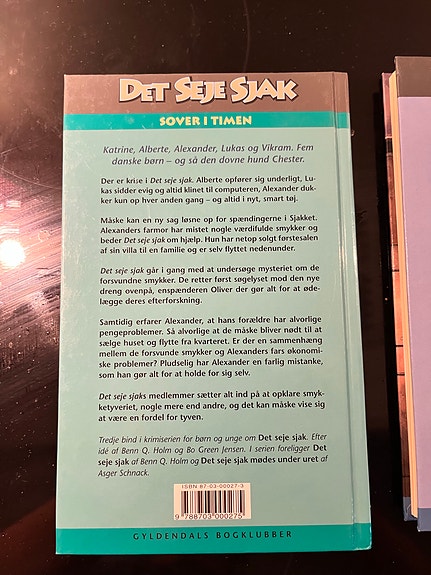 DET SEJE SJAK
SOVER I TIMEN
Katrine, Alberte, Alexander, Lukas og Vikram. Fem
danske børn – og så den dovne hund Chester.
Der er krise i Det seje sjak. Alberte opfører sig underligt, Lu-
kas sidder evig og altid klinet til computeren, Alexander duk-
ker kun op hver anden gang – og altid i nyt, smart tøj.
Måske kan en ny sag løsne op for spændingerne i Sjakket.
Alexanders farmor har mistet nogle værdifulde smykker og
beder Det seje sjak om hjælp. Hun har netop solgt førstesalen
af sin villa til en familie og er selv flyttet nedenunder.
Det seje sjak går i gang med at undersøge mysteriet om de
forsvundne smykker. De retter først søgelyset mod den nye
dreng ovenpå, enspænderen Oliver der gør alt for at øde-
lægge deres efterforskning.
Samtidig erfarer Alexander, at hans forældre har alvorlige
pengeproblemer. Så alvorlige at de måske bliver nødt til at
sælge huset og flytte fra kvarteret. Er der en sammenhæng
mellem de forsvundne smykker og Alexanders fars økonomi-
ske problemer? Pludselig har Alexander en farlig mistanke,
som han gør alt for at holde for sig selv.
Det seje sjaks medlemmer sætter alt ind på at opklare smyk-
ketyveriet, nogle mere end andre, og det kan måske vise sig
at være en fordel for tyven.
Tredje bind i krimiserien for børn og unge om Det seje sjak. Efter
idé af Benn Q. Holm og Bo Green Jensen. I serien foreligger Det
seje sjak af Benn Q. Holm og Det seje sjak mødes under uret af
Asger Schnack.
ISBN 87-03-00027-3
9 788703 000275
GYLDENDALS BOGKLUBBER